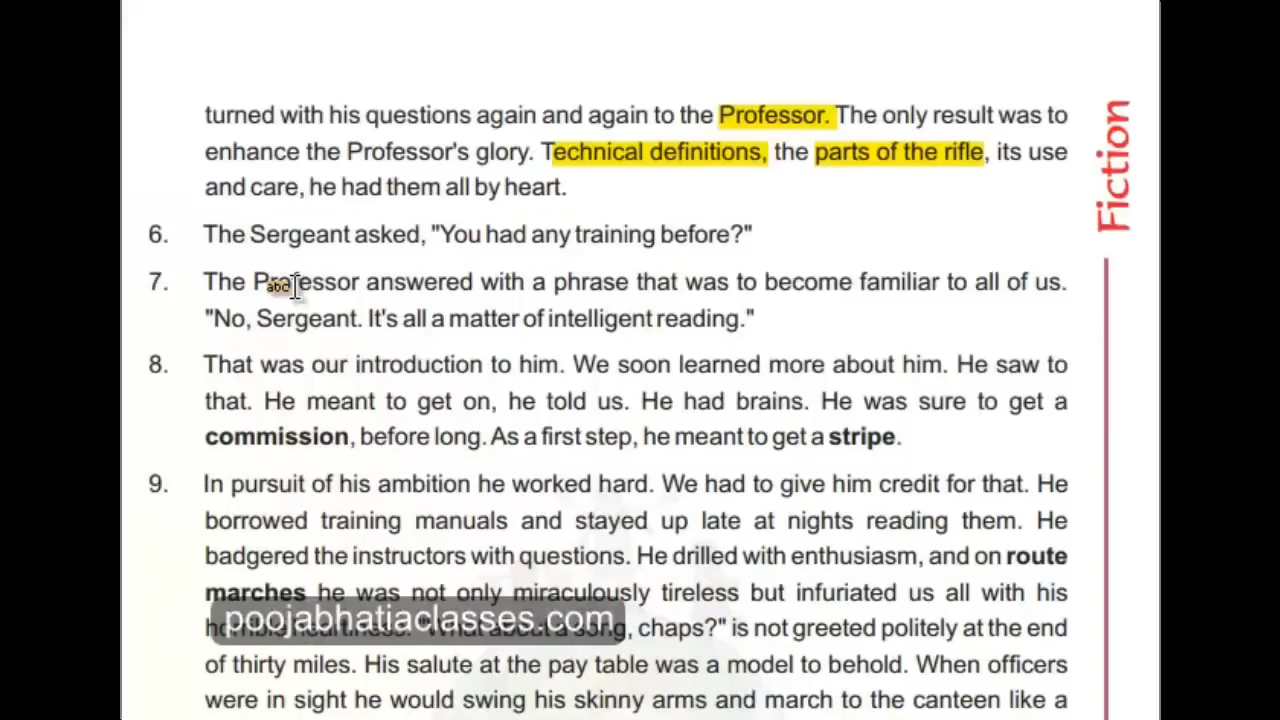 turned with his questions again and again to the Professor. The only result was to
enhance the Professor's glory. Technical definitions, the parts of the rifle, its use
and care, he had them all by heart.
6. The Sergeant asked, "You had any training before?"
7. The Professor answered with a phrase that was to become familiar to all of us.
"No, Sergeant. It's all a matter of intelligent reading."
8. That was our introduction to him. We soon learned more about him. He saw to
that. He meant to get on, he told us. He had brains. He was sure to get a
commission, before long. As a first step, he meant to get a stripe.
9. In pursuit of his ambition he worked hard. We had to give him credit for that. He
borrowed training manuals and stayed up late at nights reading them. He
badgered the instructors with questions. He drilled with enthusiasm, and on route
marches he was not only miraculously tireless but infuriated us all with his
horrible heartiness. "What about a song, chaps?" is not greeted politely at the end
of thirty miles. His salute at the pay table was a model to behold. When officers
were in sight he would swing his skinny arms and march to the canteen like a
Fiction
abc
poojabhatiaclasses.com